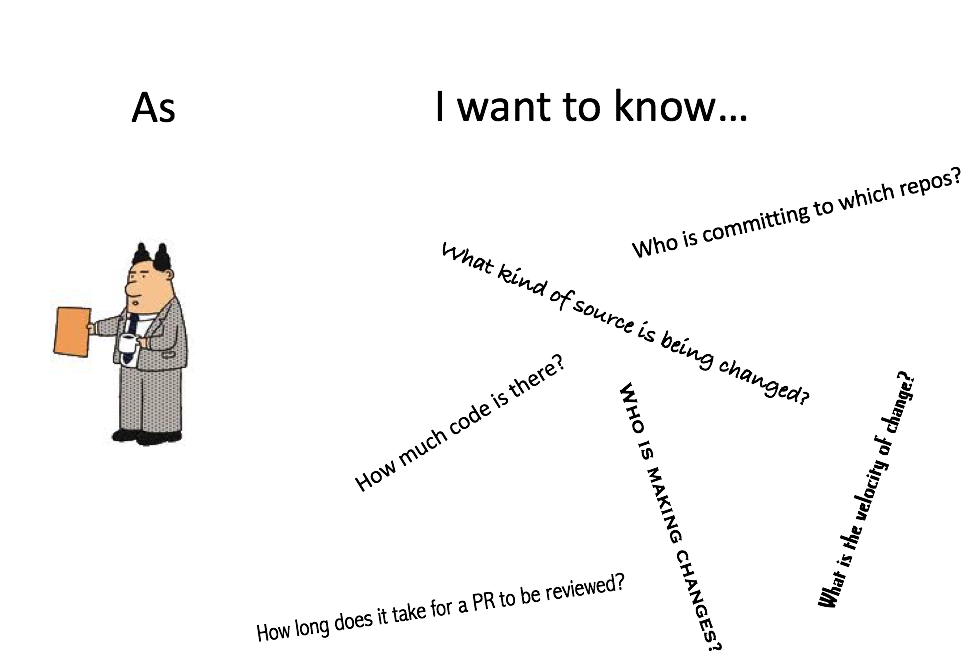 As
I want to know...
Who is committing to which repos?
What kind of source is being changed?
How much code is there?
WHO IS MAKING CHANGES?
What is the velocity of change?
How long does it take for a PR to be reviewed?